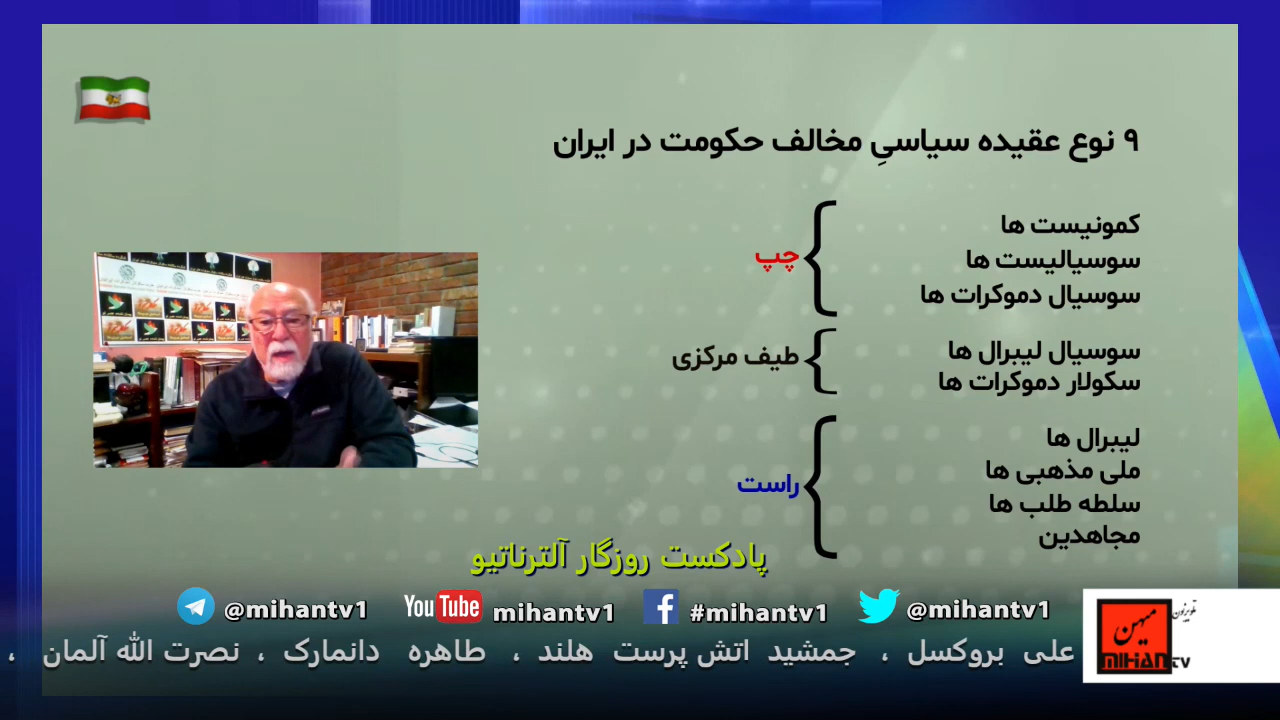 ۹ نوع عقیده سیاسیِ مخالف حکومت در ایران
کمونیست ها
سوسیالیست ها
سوسیال دموکرات ها
چپ
سوسیال لیبرال ها
سکولار دموکرات ها
طیف مرکزی
لیبرال ها
ملی مذهبی ها
سلطه طلب ها
مجاهدین
راست
پادکست روزگار آلترناتیو
@mihantv1
YouTube mihantv1
#mihantv1
@mihantv1
علی بروکسل ، جمشید اتش پرست هلند ، طاهره دانمارک ، نصرت الله آلمان ،
تلویزیون
میهن
MIHAN TV